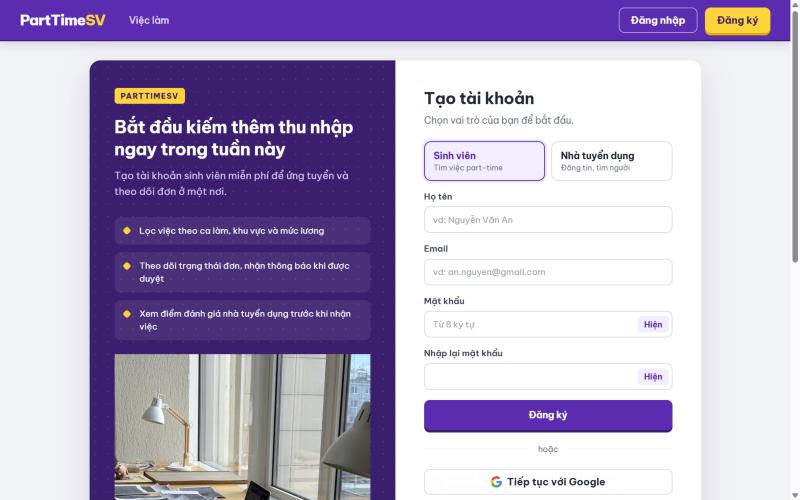 PartTimeSV
Việc làm
Đăng nhập
Đăng ký
PARTTIMESV
Bắt đầu kiếm thêm thu nhập
ngay trong tuần này
Tạo tài khoản sinh viên miễn phí để ứng tuyển và
theo dõi đơn ở một nơi.
Lọc việc theo ca làm, khu vực và mức lương
Theo dõi trạng thái đơn, nhận thông báo khi được
duyệt
Xem điểm đánh giá nhà tuyển dụng trước khi nhận
việc
Tạo tài khoản
Chọn vai trò của bạn để bắt đầu.
Sinh viên
Tìm việc part-time
Nhà tuyển dụng
Đăng tin, tìm người
Họ tên
vd: Nguyễn Văn An
Email
vd: an.nguyen@gmail.com
Mật khẩu
Từ 8 ký tự
Hiện
Nhập lại mật khẩu
Hiện
Đăng ký
hoặc
Tiếp tục với Google